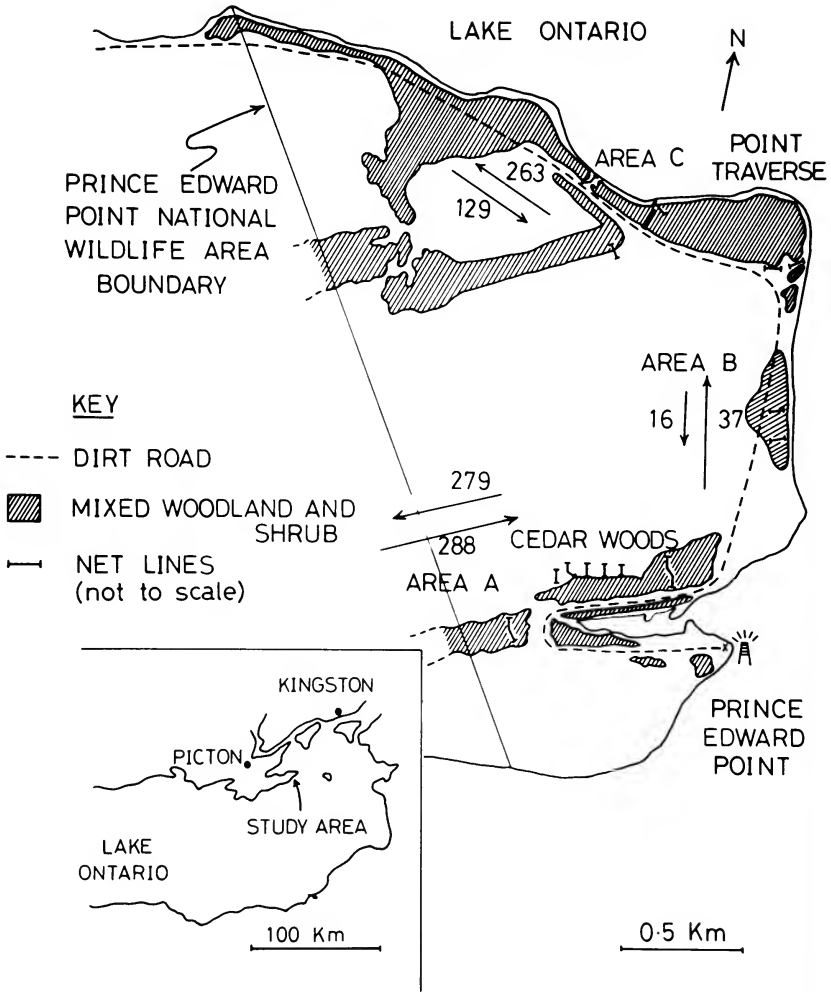 LAKE ONTARIO
N
AREA C
POINT
TRAVERSE
263
129
PRINCE EDWARD
POINT NATIONAL
WILDLIFE AREA
BOUNDARY
AREA B
16
37
KEY
DIRT ROAD
MIXED WOODLAND AND
SHRUB
NET LINES
(not to scale)
279
288
CEDAR WOODS
AREA A
PRINCE
EDWARD
POINT
KINGSTON
PICTON
STUDY AREA
LAKE
ONTARIO
100 Km
0·5 Km